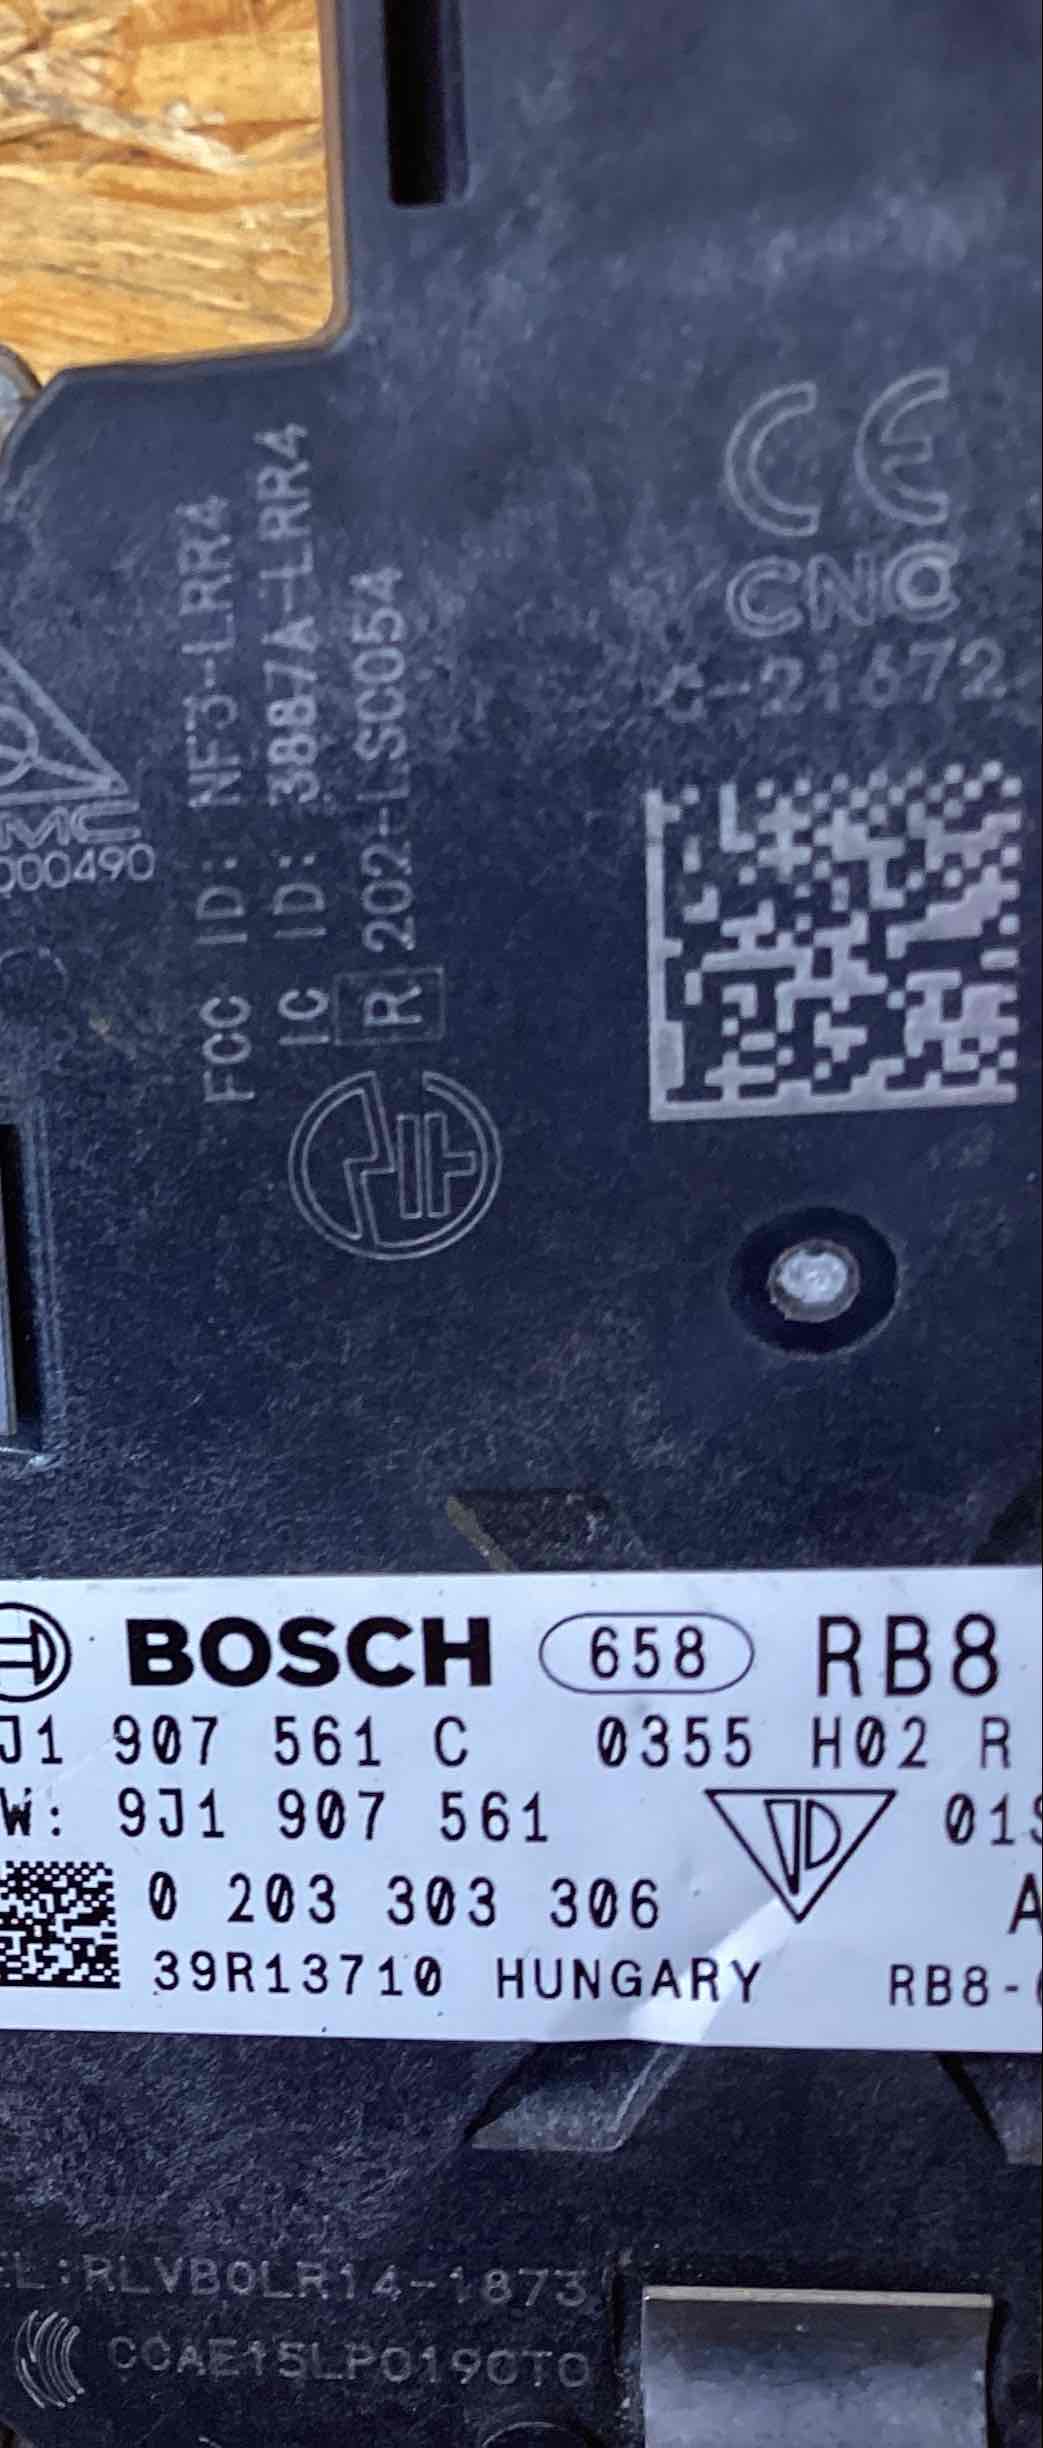 CE
CNC
C-21672
FCC ID: NF3-LRR4
IC ID: 3887A-LRR4
R 202-LSC054
000490
BOSCH 658 RB8
J1 907 561 C 0355 H02 R
W: 9J1 907 561
0 203 303 306 A
39R13710 HUNGARY RB8-
EL:RLVBOLR14-1873
CCAE15LP0190T0